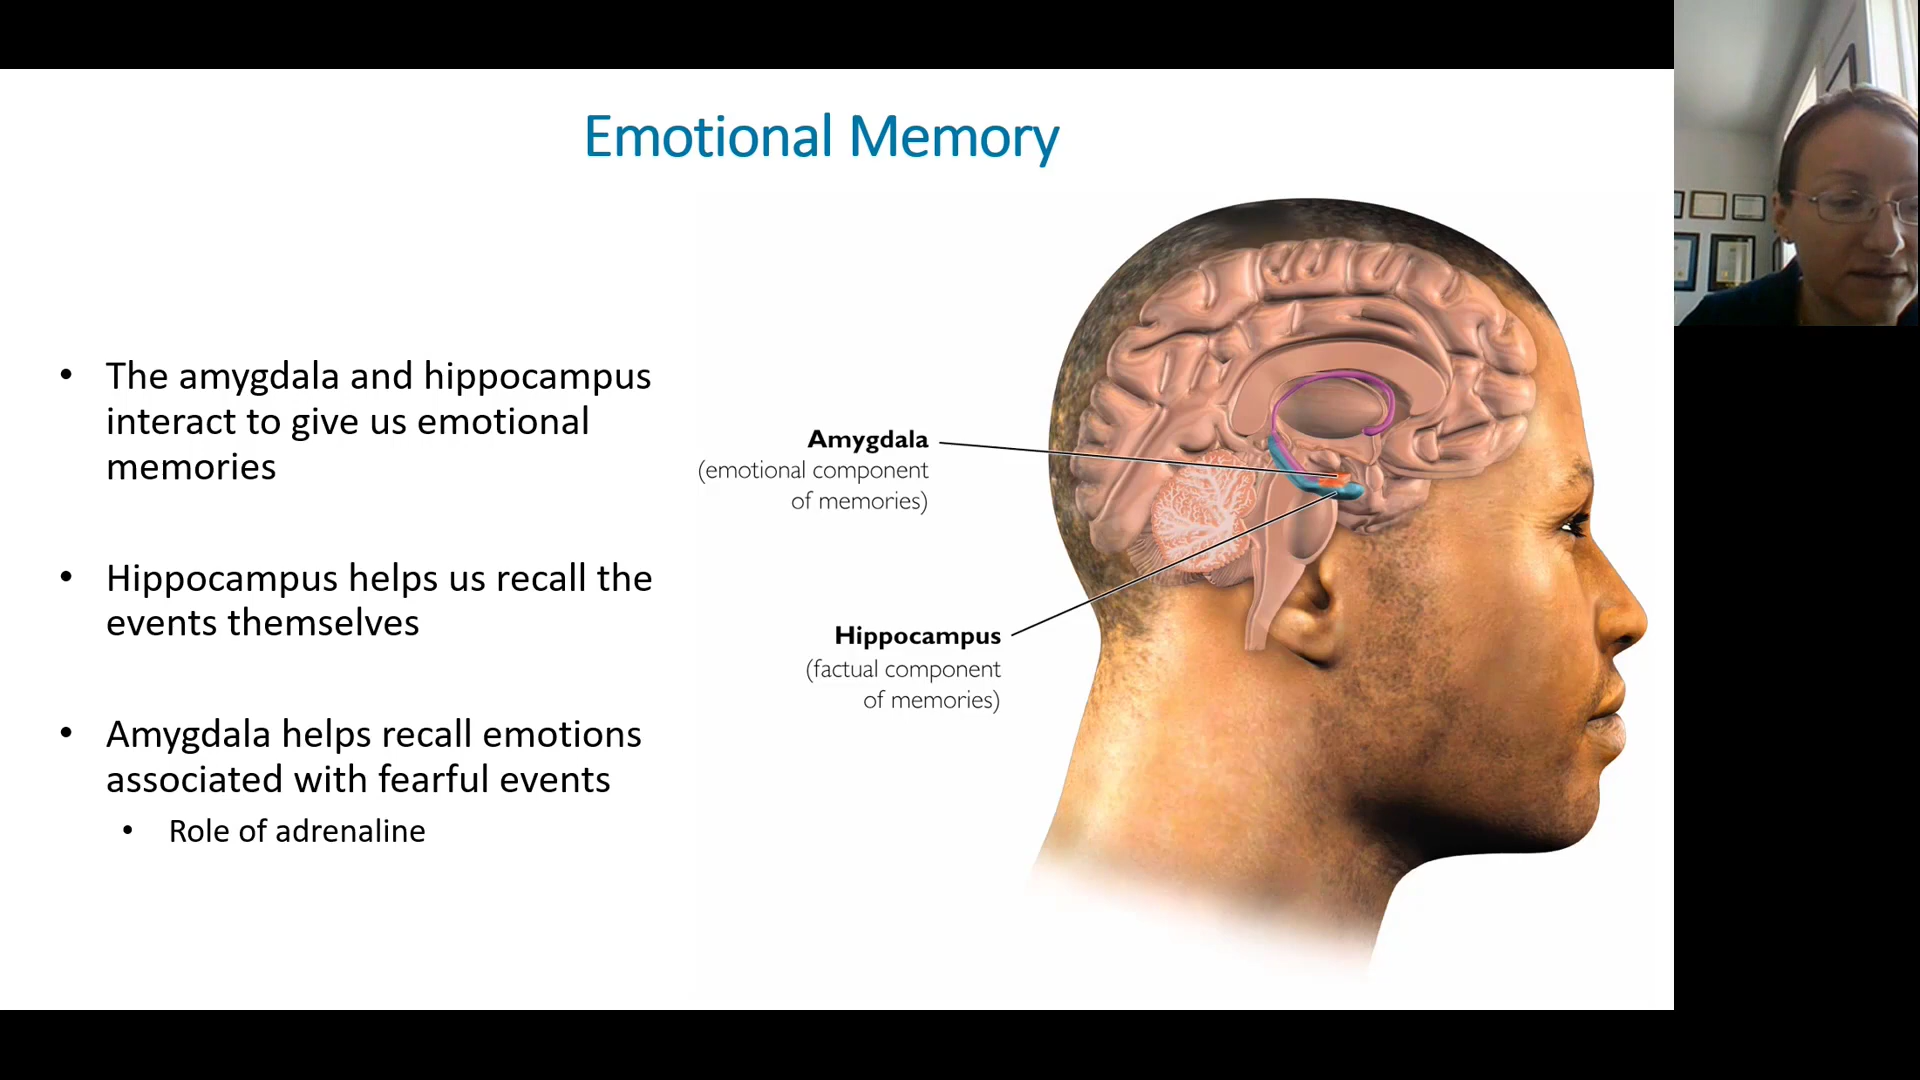 Emotional Memory
• The amygdala and hippocampus
interact to give us emotional
memories
• Hippocampus helps us recall the
events themselves
• Amygdala helps recall emotions
associated with fearful events
• Role of adrenaline
Amygdala
(emotional component
of memories)
Hippocampus
(factual component
of memories)